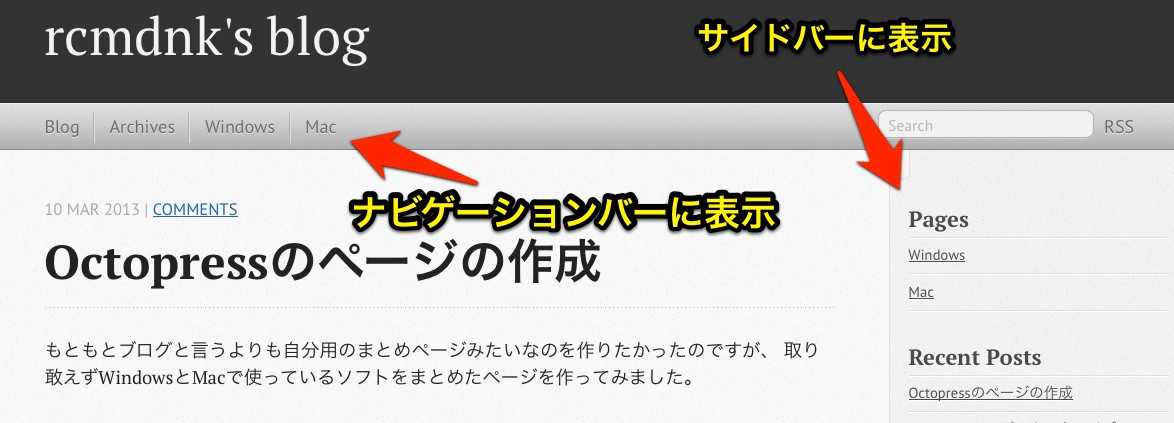 rcmdnk's blog
サイドバーに表示
Blog
Archives
Windows
Mac
Search
RSS
ナビゲーションバーに表示
10 MAR 2013 | COMMENTS
Octopressのページの作成
もともとブログと言うよりも自分用のまとめページみたいなのを作りたかったのですが、 取り
敢えずWindowsとMacで使っているソフトをまとめたページを作ってみました。
Pages
Windows
Mac
Recent Posts
Octopressのページの作成